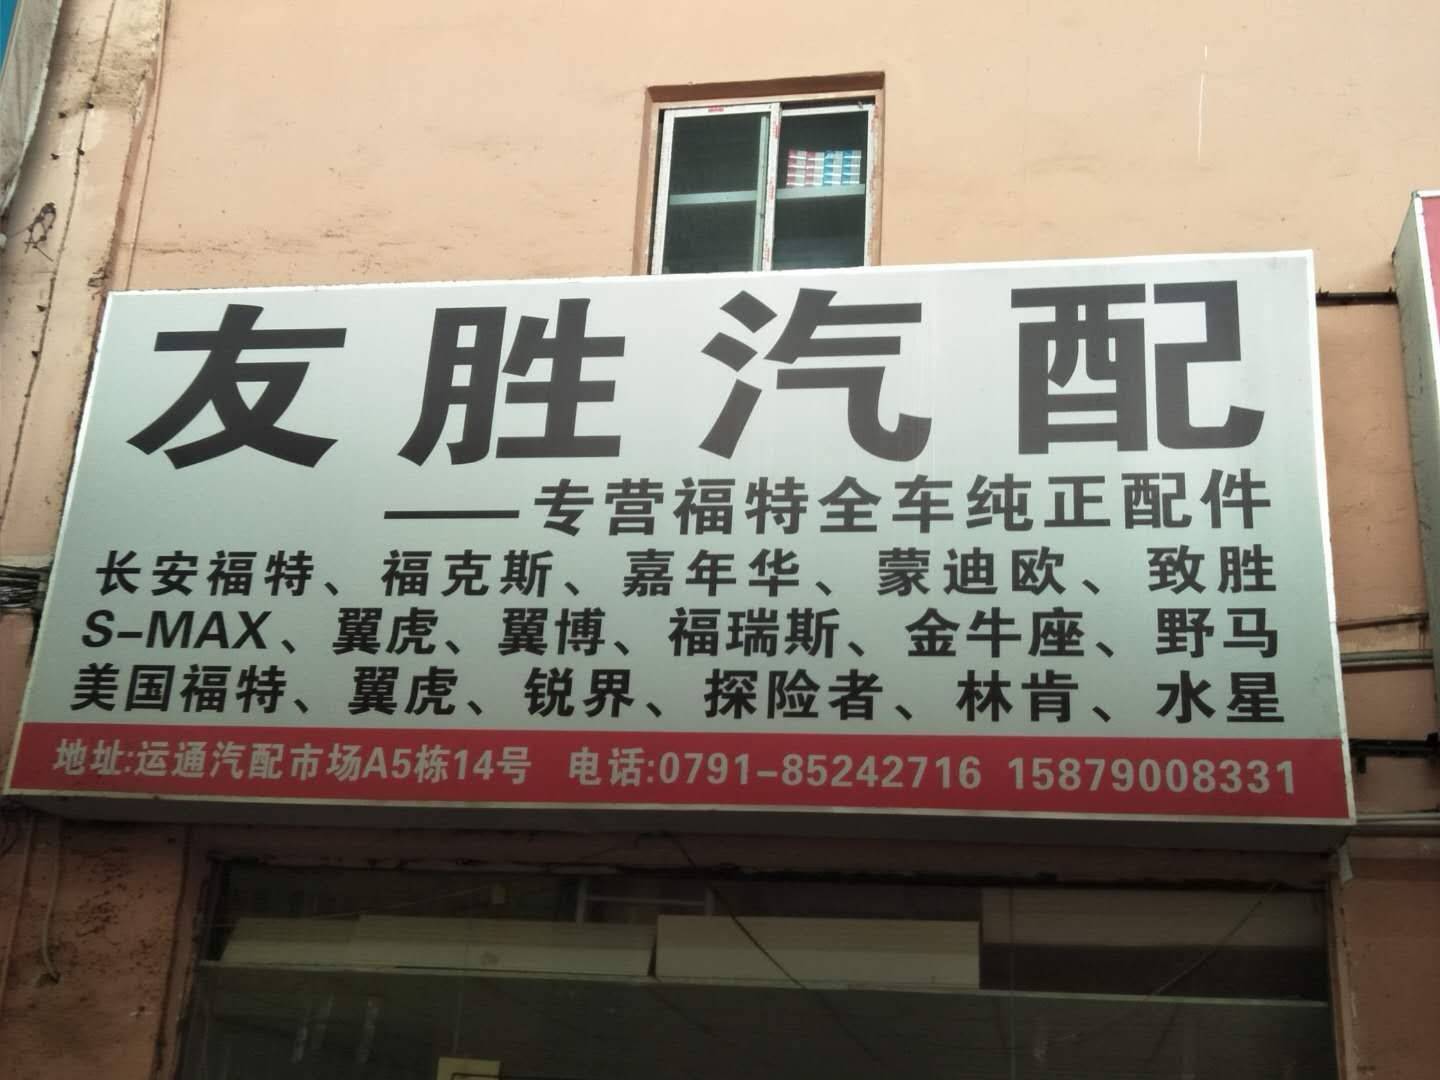 友胜汽配
——专营福特全车纯正配件
长安福特、福克斯、嘉年华、蒙迪欧、致胜
S-MAX、翼虎、翼博、福瑞斯、金牛座、野马
美国福特、翼虎、锐界、探险者、林肯、水星
地址:运通汽配市场A5栋14号 电话:0791-85242716 15879008331